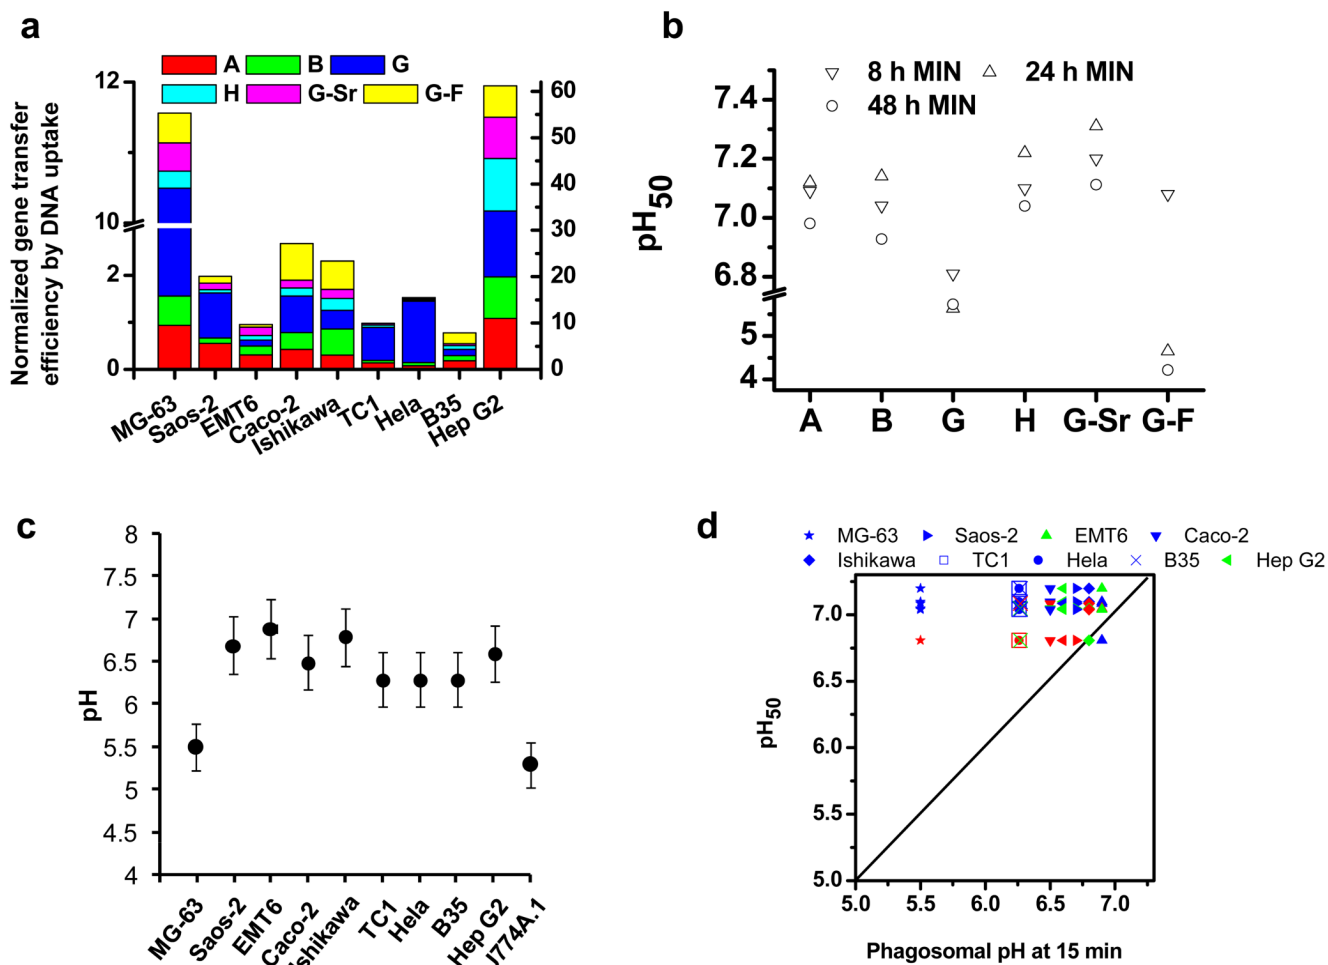 a
A B G
H G-Sr G-F
Normalized gene transfer
efficiency by DNA uptake
12
10
2
0
60
50
40
30
20
10
0
MG-63 Saos-2 EMT6 Caco-2 Ishikawa TC1 Hela B35 Hep G2
b
8 h MIN 24 h MIN
48 h MIN
pH50
7.4
7.2
7.0
6.8
5
4
A B G H G-Sr G-F
c
pH
8
7.5
7
6.5
6
5.5
5
4.5
4
MG-63 Saos-2 EMT6 Caco-2 Ishikawa TC1 Hela B35 Hep G2 J774A.1
d
MG-63 Saos-2 EMT6 Caco-2
Ishikawa TC1 Hela B35 Hep G2
pH50
7.0
6.5
6.0
5.5
5.0
5.0 5.5 6.0 6.5 7.0
Phagosomal pH at 15 min